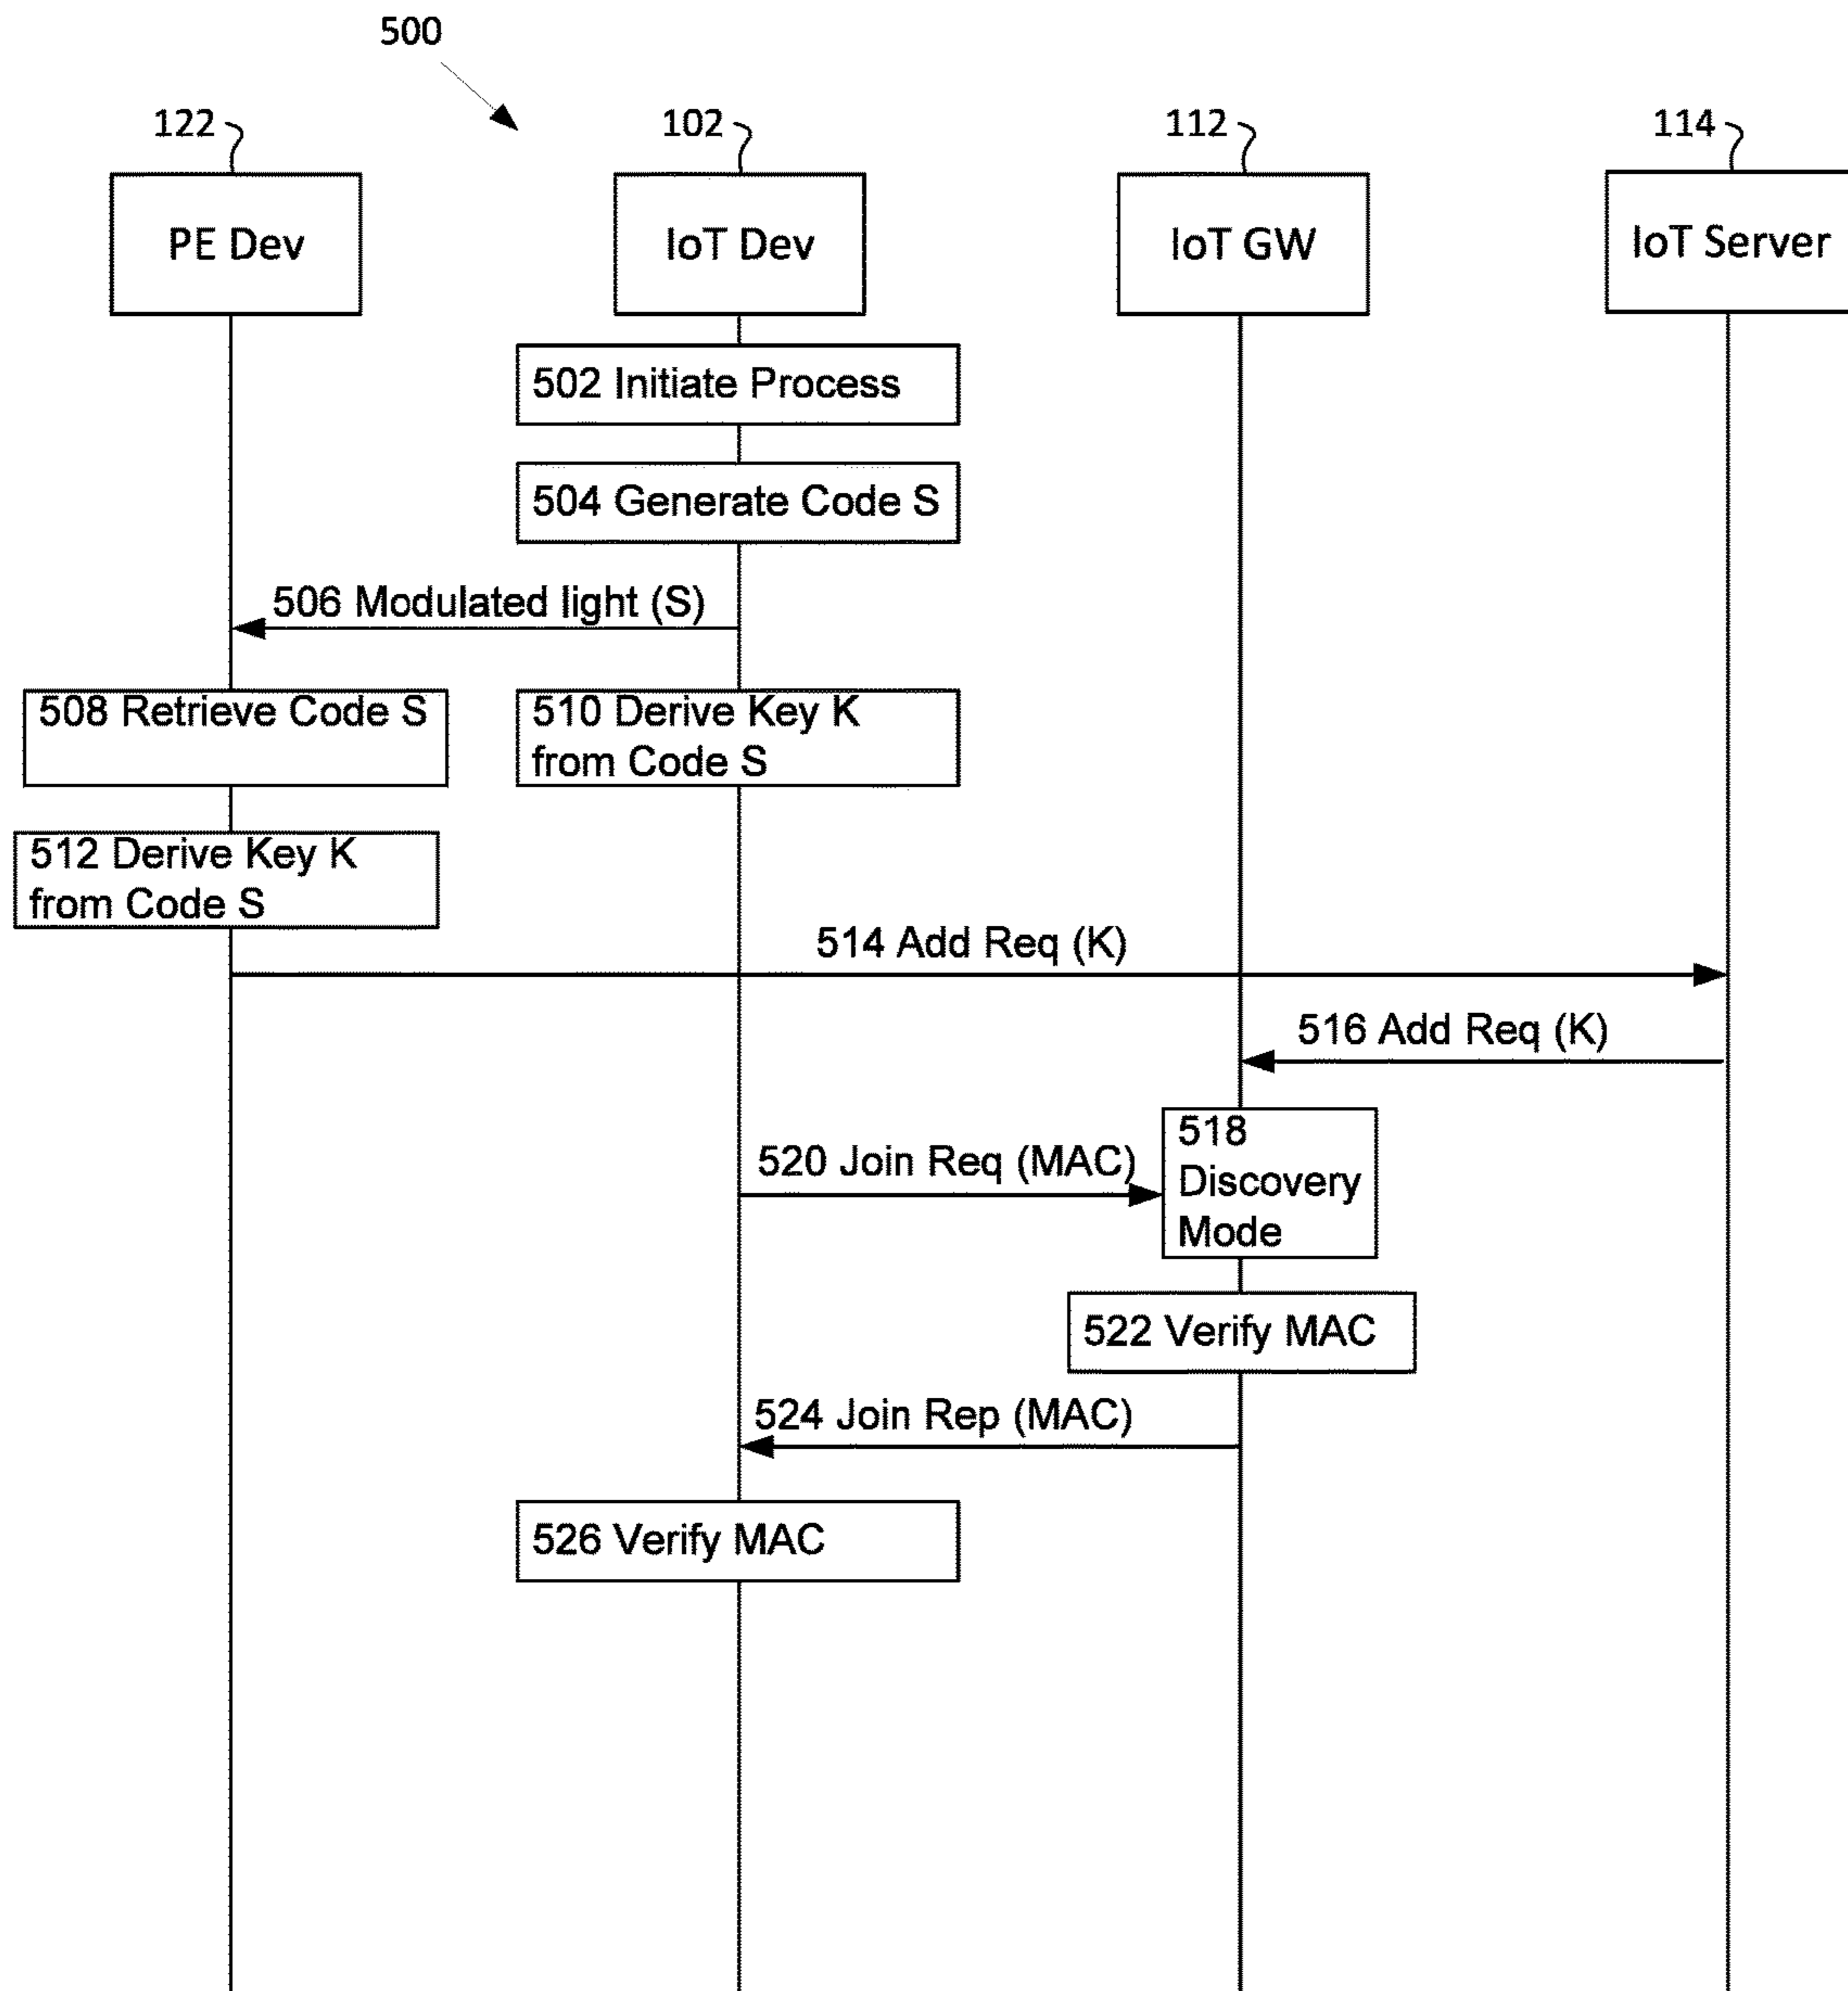 500
122
102
112
114
PE Dev
IoT Dev
IoT GW
IoT Server
502 Initiate Process
504 Generate Code S
506 Modulated light (S)
508 Retrieve Code S
510 Derive Key K
from Code S
512 Derive Key K
from Code S
514 Add Req (K)
516 Add Req (K)
518
Discovery
Mode
520 Join Req (MAC)
522 Verify MAC
524 Join Rep (MAC)
526 Verify MAC